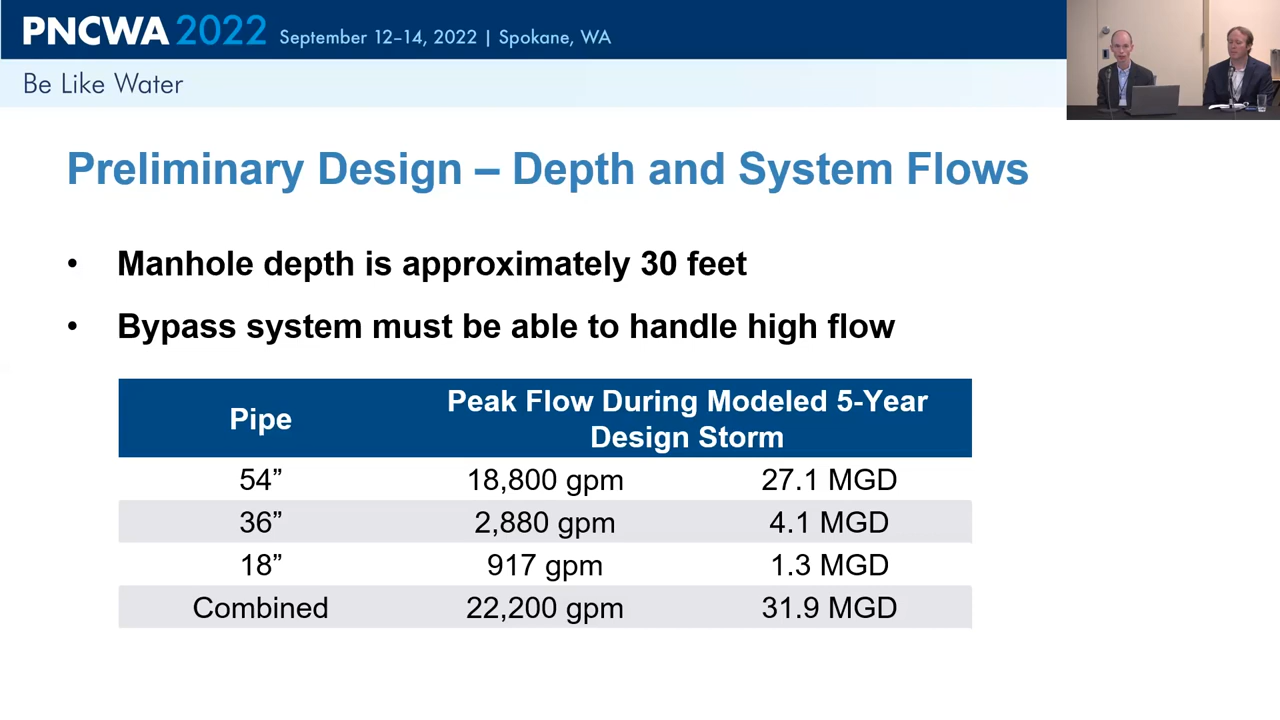 PNCWA 2022 September 12–14, 2022 | Spokane, WA
Be Like Water
Preliminary Design – Depth and System Flows
• Manhole depth is approximately 30 feet
• Bypass system must be able to handle high flow
Pipe Peak Flow During Modeled 5-Year
Design Storm
54” 18,800 gpm 27.1 MGD
36” 2,880 gpm 4.1 MGD
18” 917 gpm 1.3 MGD
Combined 22,200 gpm 31.9 MGD